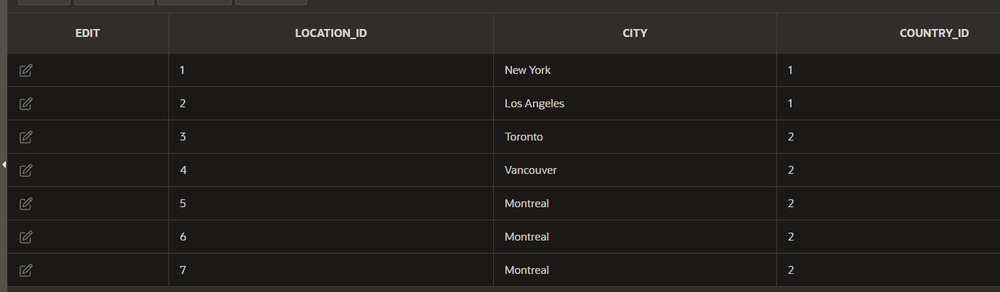 EDIT LOCATION_ID CITY COUNTRY_ID
1 New York 1
2 Los Angeles 1
3 Toronto 2
4 Vancouver 2
5 Montreal 2
6 Montreal 2
7 Montreal 2